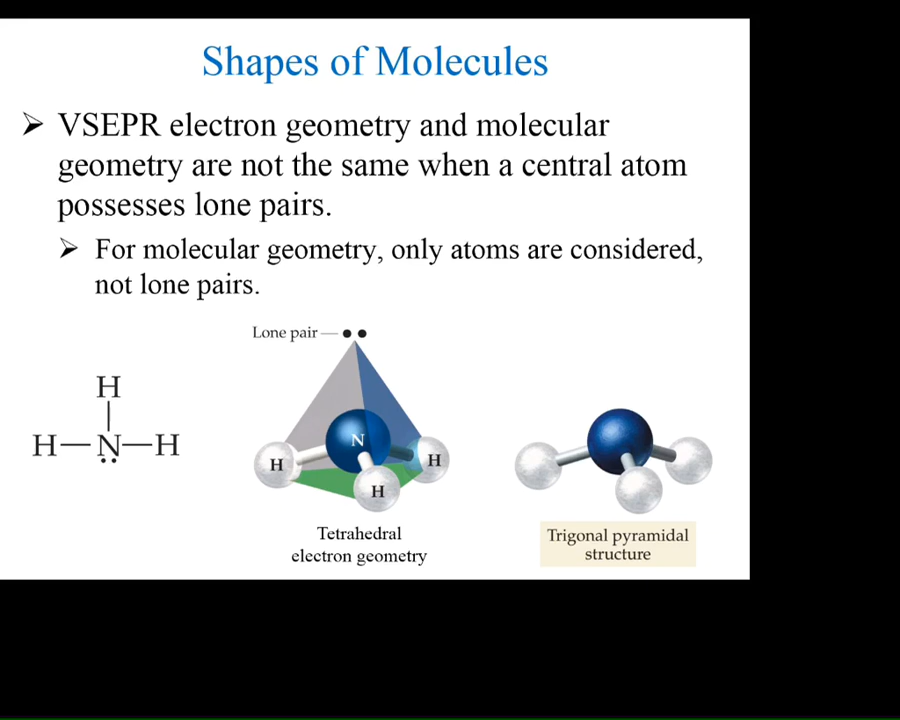 Shapes of Molecules
➢ VSEPR electron geometry and molecular
geometry are not the same when a central atom
possesses lone pairs.
➢ For molecular geometry, only atoms are considered,
not lone pairs.
Lone pair
H
H—N—H
N
H
H
H
Tetrahedral
electron geometry
Trigonal pyramidal
structure